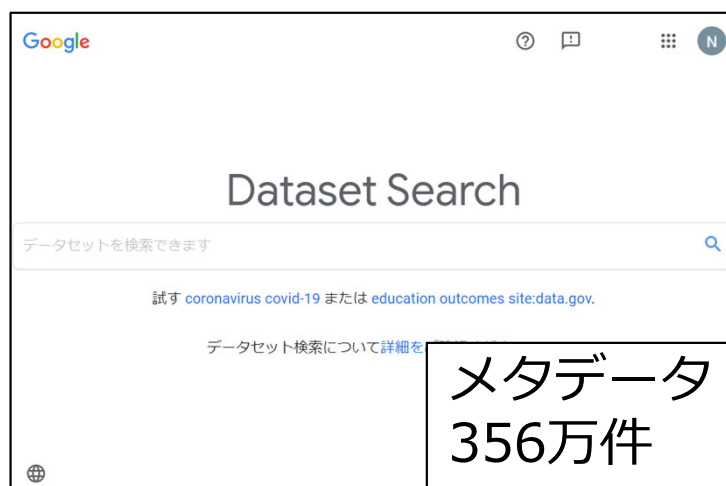 Google
N
Dataset Search
データセットを検索できます
試す coronavirus covid-19 または education outcomes site:data.gov.
データセット検索について詳細を
メタデータ
356万件